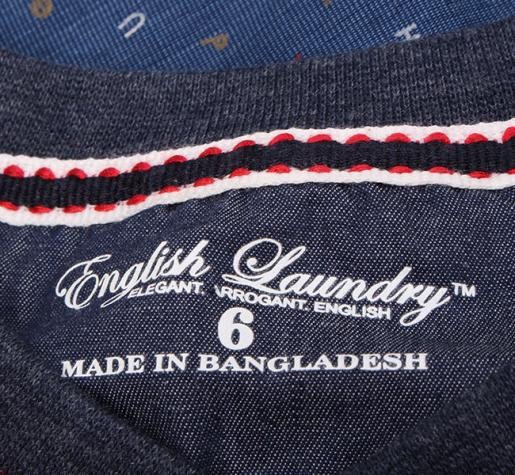 U P H
English Laundry™
ELEGANT. ARROGANT. ENGLISH
6
MADE IN BANGLADESH